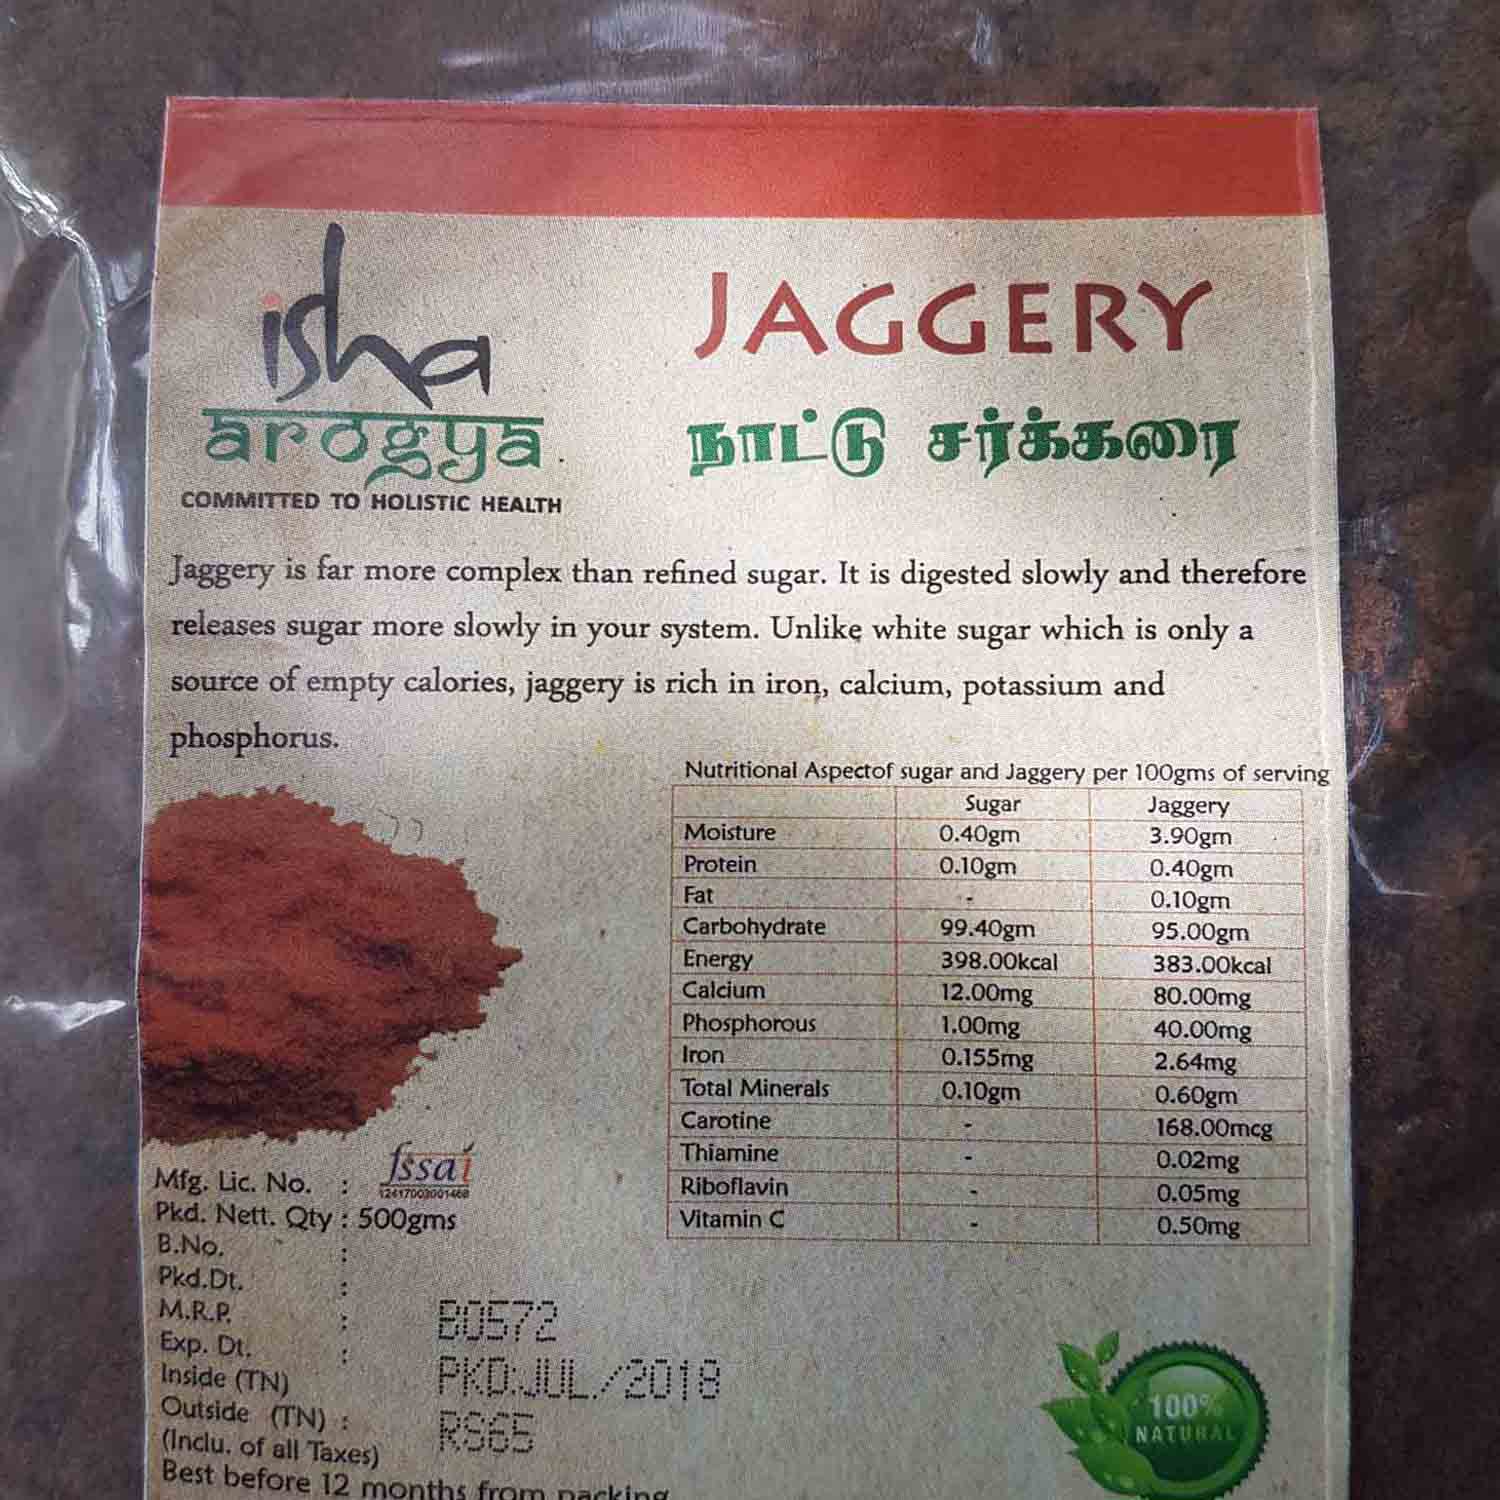 isha
arogya
COMMITTED TO HOLISTIC HEALTH
JAGGERY
நாட்டு சர்க்கரை
Jaggery is far more complex than refined sugar. It is digested slowly and therefore
releases sugar more slowly in your system. Unlike white sugar which is only a
source of empty calories, jaggery is rich in iron, calcium, potassium and
phosphorus.
Nutritional Aspectof sugar and Jaggery per 100gms of serving
Sugar Jaggery
Moisture 0.40gm 3.90gm
Protein 0.10gm 0.40gm
Fat - 0.10gm
Carbohydrate 99.40gm 95.00gm
Energy 398.00kcal 383.00kcal
Calcium 12.00mg 80.00mg
Phosphorous 1.00mg 40.00mg
Iron 0.155mg 2.64mg
Total Minerals 0.10gm 0.60gm
Carotine - 168.00mcg
Thiamine - 0.02mg
Riboflavin - 0.05mg
Vitamin C - 0.50mg
Mfg. Lic. No. : fssai
12417003001468
Pkd. Nett. Qty : 500gms
B.No. :
Pkd.Dt. :
M.R.P. :
Exp. Dt. :
Inside (TN)
Outside (TN) :
(Inclu. of all Taxes)
Best before 12 months from packing
B0572
PKD:JUL/2018
RS65
100%
NATURAL